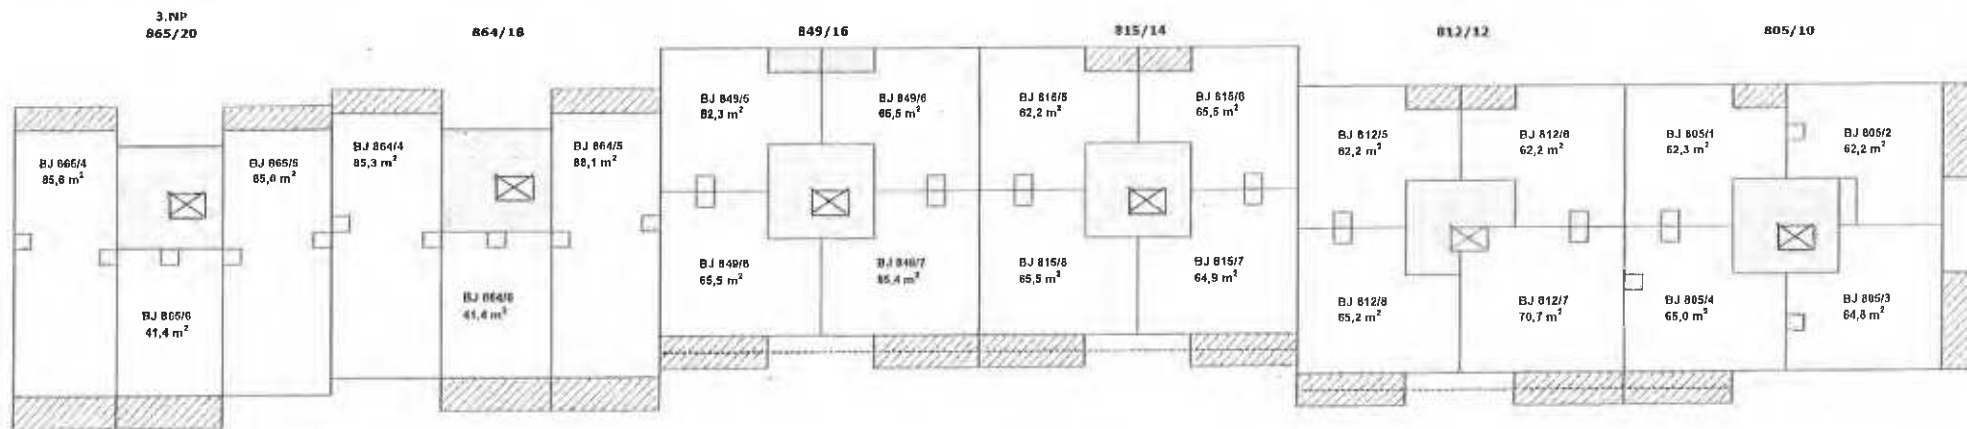 3.NP
865/20
864/18
849/16
815/14
812/12
805/10
BJ 865/4
85,6 m²
BJ 865/5
85,6 m²
BJ 865/6
41,4 m²
BJ 864/4
85,3 m²
BJ 864/5
88,1 m²
BJ 864/6
41,4 m²
BJ 849/5
62,3 m²
BJ 849/6
65,5 m²
BJ 849/8
65,5 m²
BJ 849/7
65,4 m²
BJ 815/5
62,2 m²
BJ 815/6
65,5 m²
BJ 815/8
65,5 m²
BJ 815/7
64,9 m²
BJ 812/5
62,2 m²
BJ 812/6
62,2 m²
BJ 812/8
65,2 m²
BJ 812/7
70,7 m²
BJ 805/1
62,3 m²
BJ 805/2
62,2 m²
BJ 805/4
65,0 m²
BJ 805/3
64,8 m²